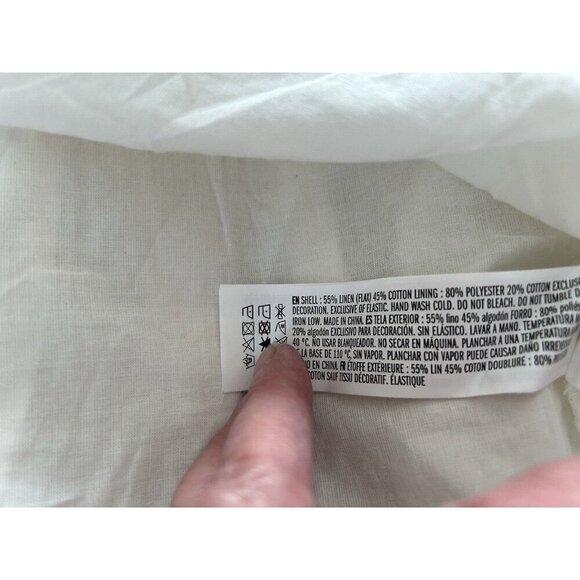 EN SHELL : 55% LINEN (FLAX) 45% COTTON LINING : 80% POLYESTER 20% COTTON EXCLUS
DECORATION. EXCLUSIVE OF ELASTIC. HAND WASH COLD. DO NOT BLEACH. DO NOT TUMBLE
IRON LOW. MADE IN CHINA. ES TELA EXTERIOR : 55% lino 45% algodón FORRO : 80% polié
20% algodón EXCLUSIVO PARA DECORACIÓN. SIN ELÁSTICO. LAVAR A MANO. TEMPERATURA
40 °C. NO USAR BLANQUEADOR. NO SECAR EN MÁQUINA. PLANCHAR A UNA TEMPERATURA
LA BASE DE 110 °C, SIN VAPOR. PLANCHAR CON VAPOR PUEDE CAUSAR DAÑO IRREVER
EN CHINA. FR ÉTOFFE EXTÉRIEURE : 55% LIN 45% COTON DOUBLURE : 80%
COTON SAUF TISSU DÉCORATIF. ÉLASTIQUE